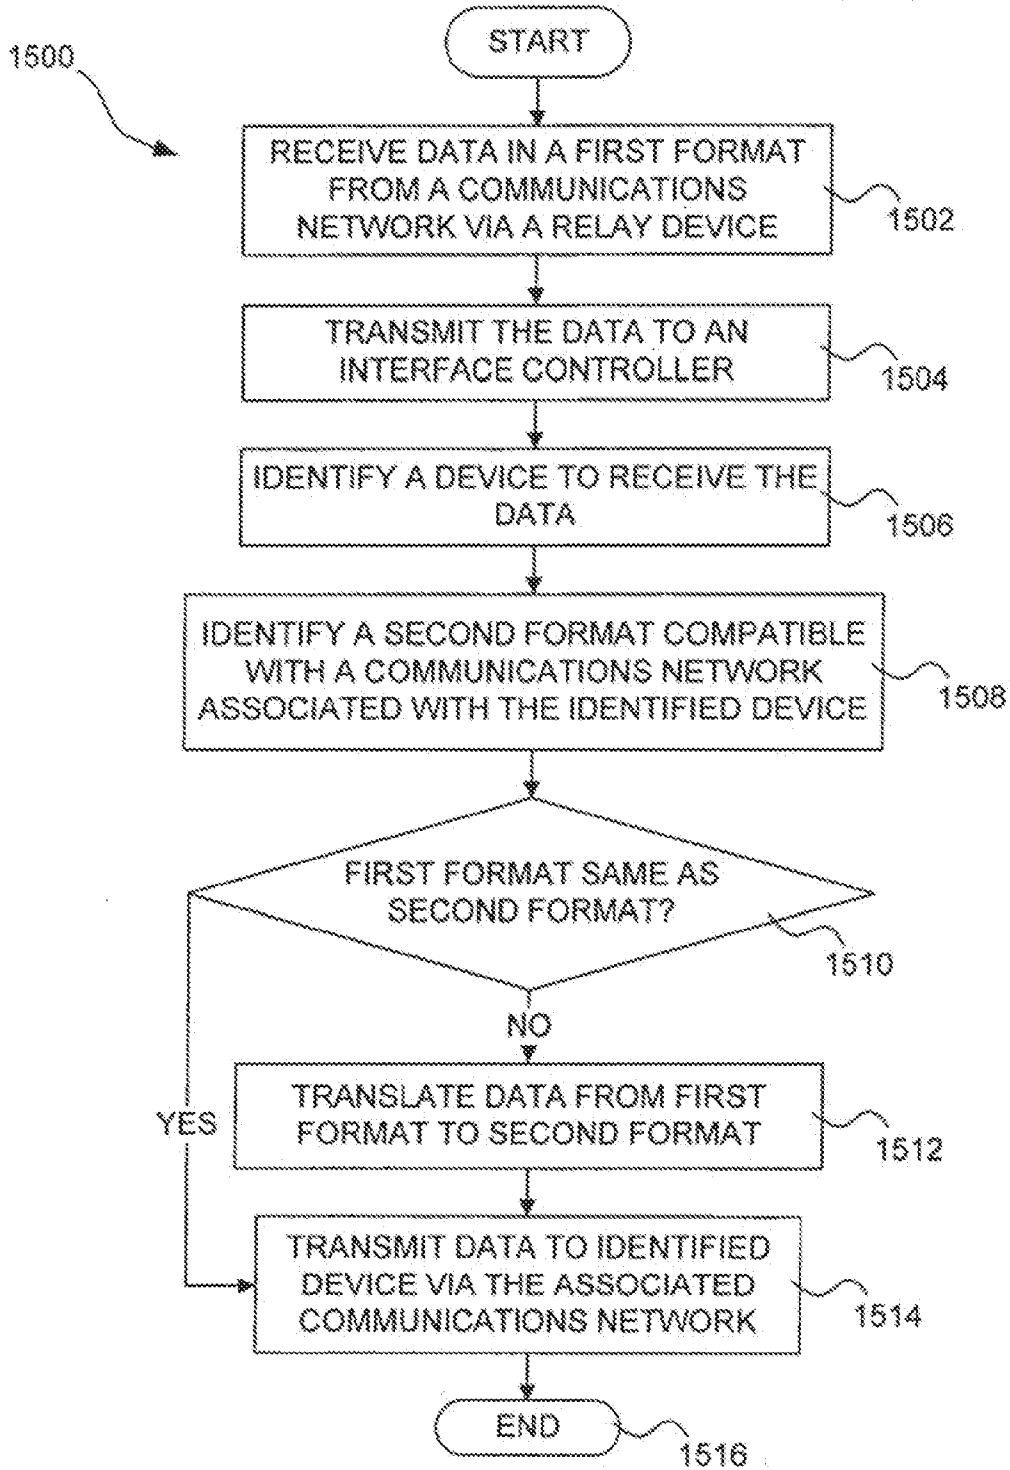 START
1500
RECEIVE DATA IN A FIRST FORMAT
FROM A COMMUNICATIONS
NETWORK VIA A RELAY DEVICE
1502
TRANSMIT THE DATA TO AN
INTERFACE CONTROLLER
1504
IDENTIFY A DEVICE TO RECEIVE THE
DATA
1506
IDENTIFY A SECOND FORMAT COMPATIBLE
WITH A COMMUNICATIONS NETWORK
ASSOCIATED WITH THE IDENTIFIED DEVICE
1508
FIRST FORMAT SAME AS
SECOND FORMAT?
1510
NO
YES
TRANSLATE DATA FROM FIRST
FORMAT TO SECOND FORMAT
1512
TRANSMIT DATA TO IDENTIFIED
DEVICE VIA THE ASSOCIATED
COMMUNICATIONS NETWORK
1514
END
1516